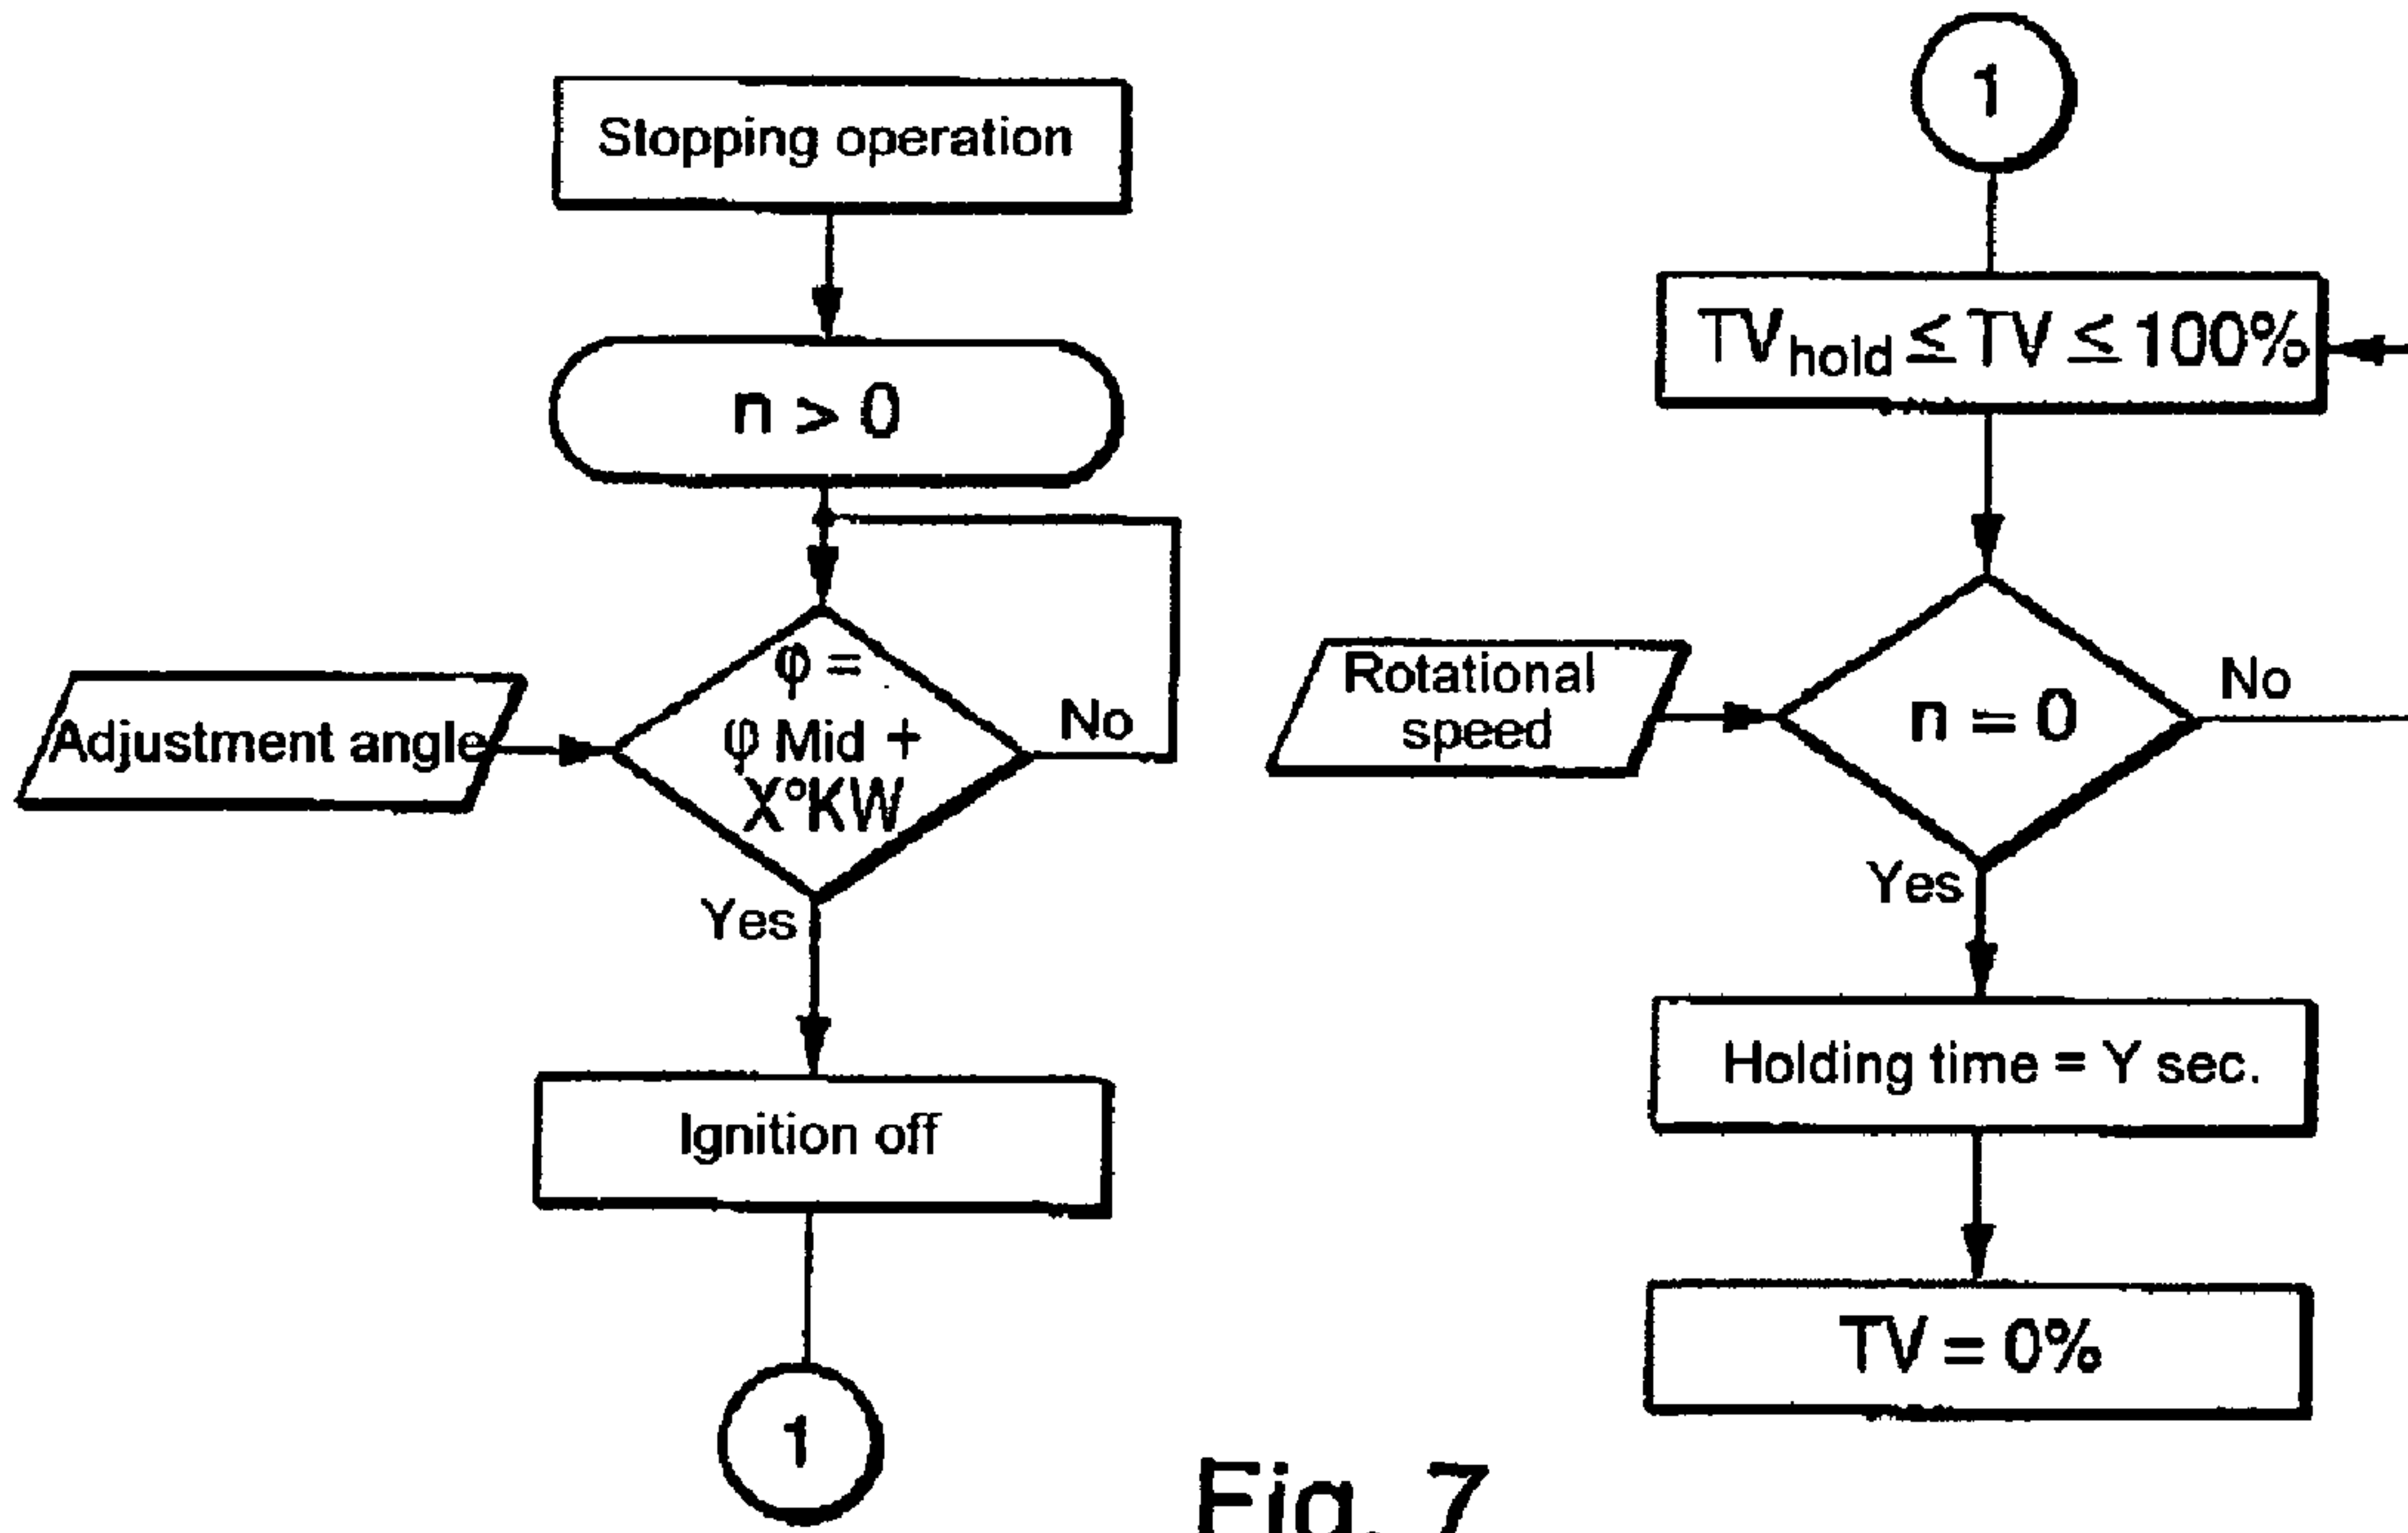 Stopping operation
n > 0
φ =
φ Mid +
X°KW
Adjustment angle
No
Yes
Ignition off
1
1
TVhold ≤ TV ≤ 100%
Rotational
speed
n = 0
No
Yes
Holding time = Y sec.
TV = 0%
Fig. 7